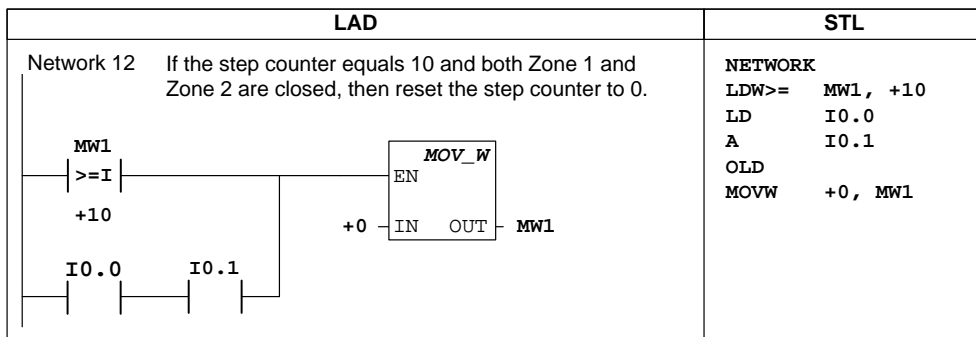 LAD
STL
Network 12 If the step counter equals 10 and both Zone 1 and
Zone 2 are closed, then reset the step counter to 0.
MW1
>=I
+10
MOV_W
EN
+0 IN OUT MW1
I0.0 I0.1
NETWORK
LDW>= MW1, +10
LD I0.0
A I0.1
OLD
MOVW +0, MW1